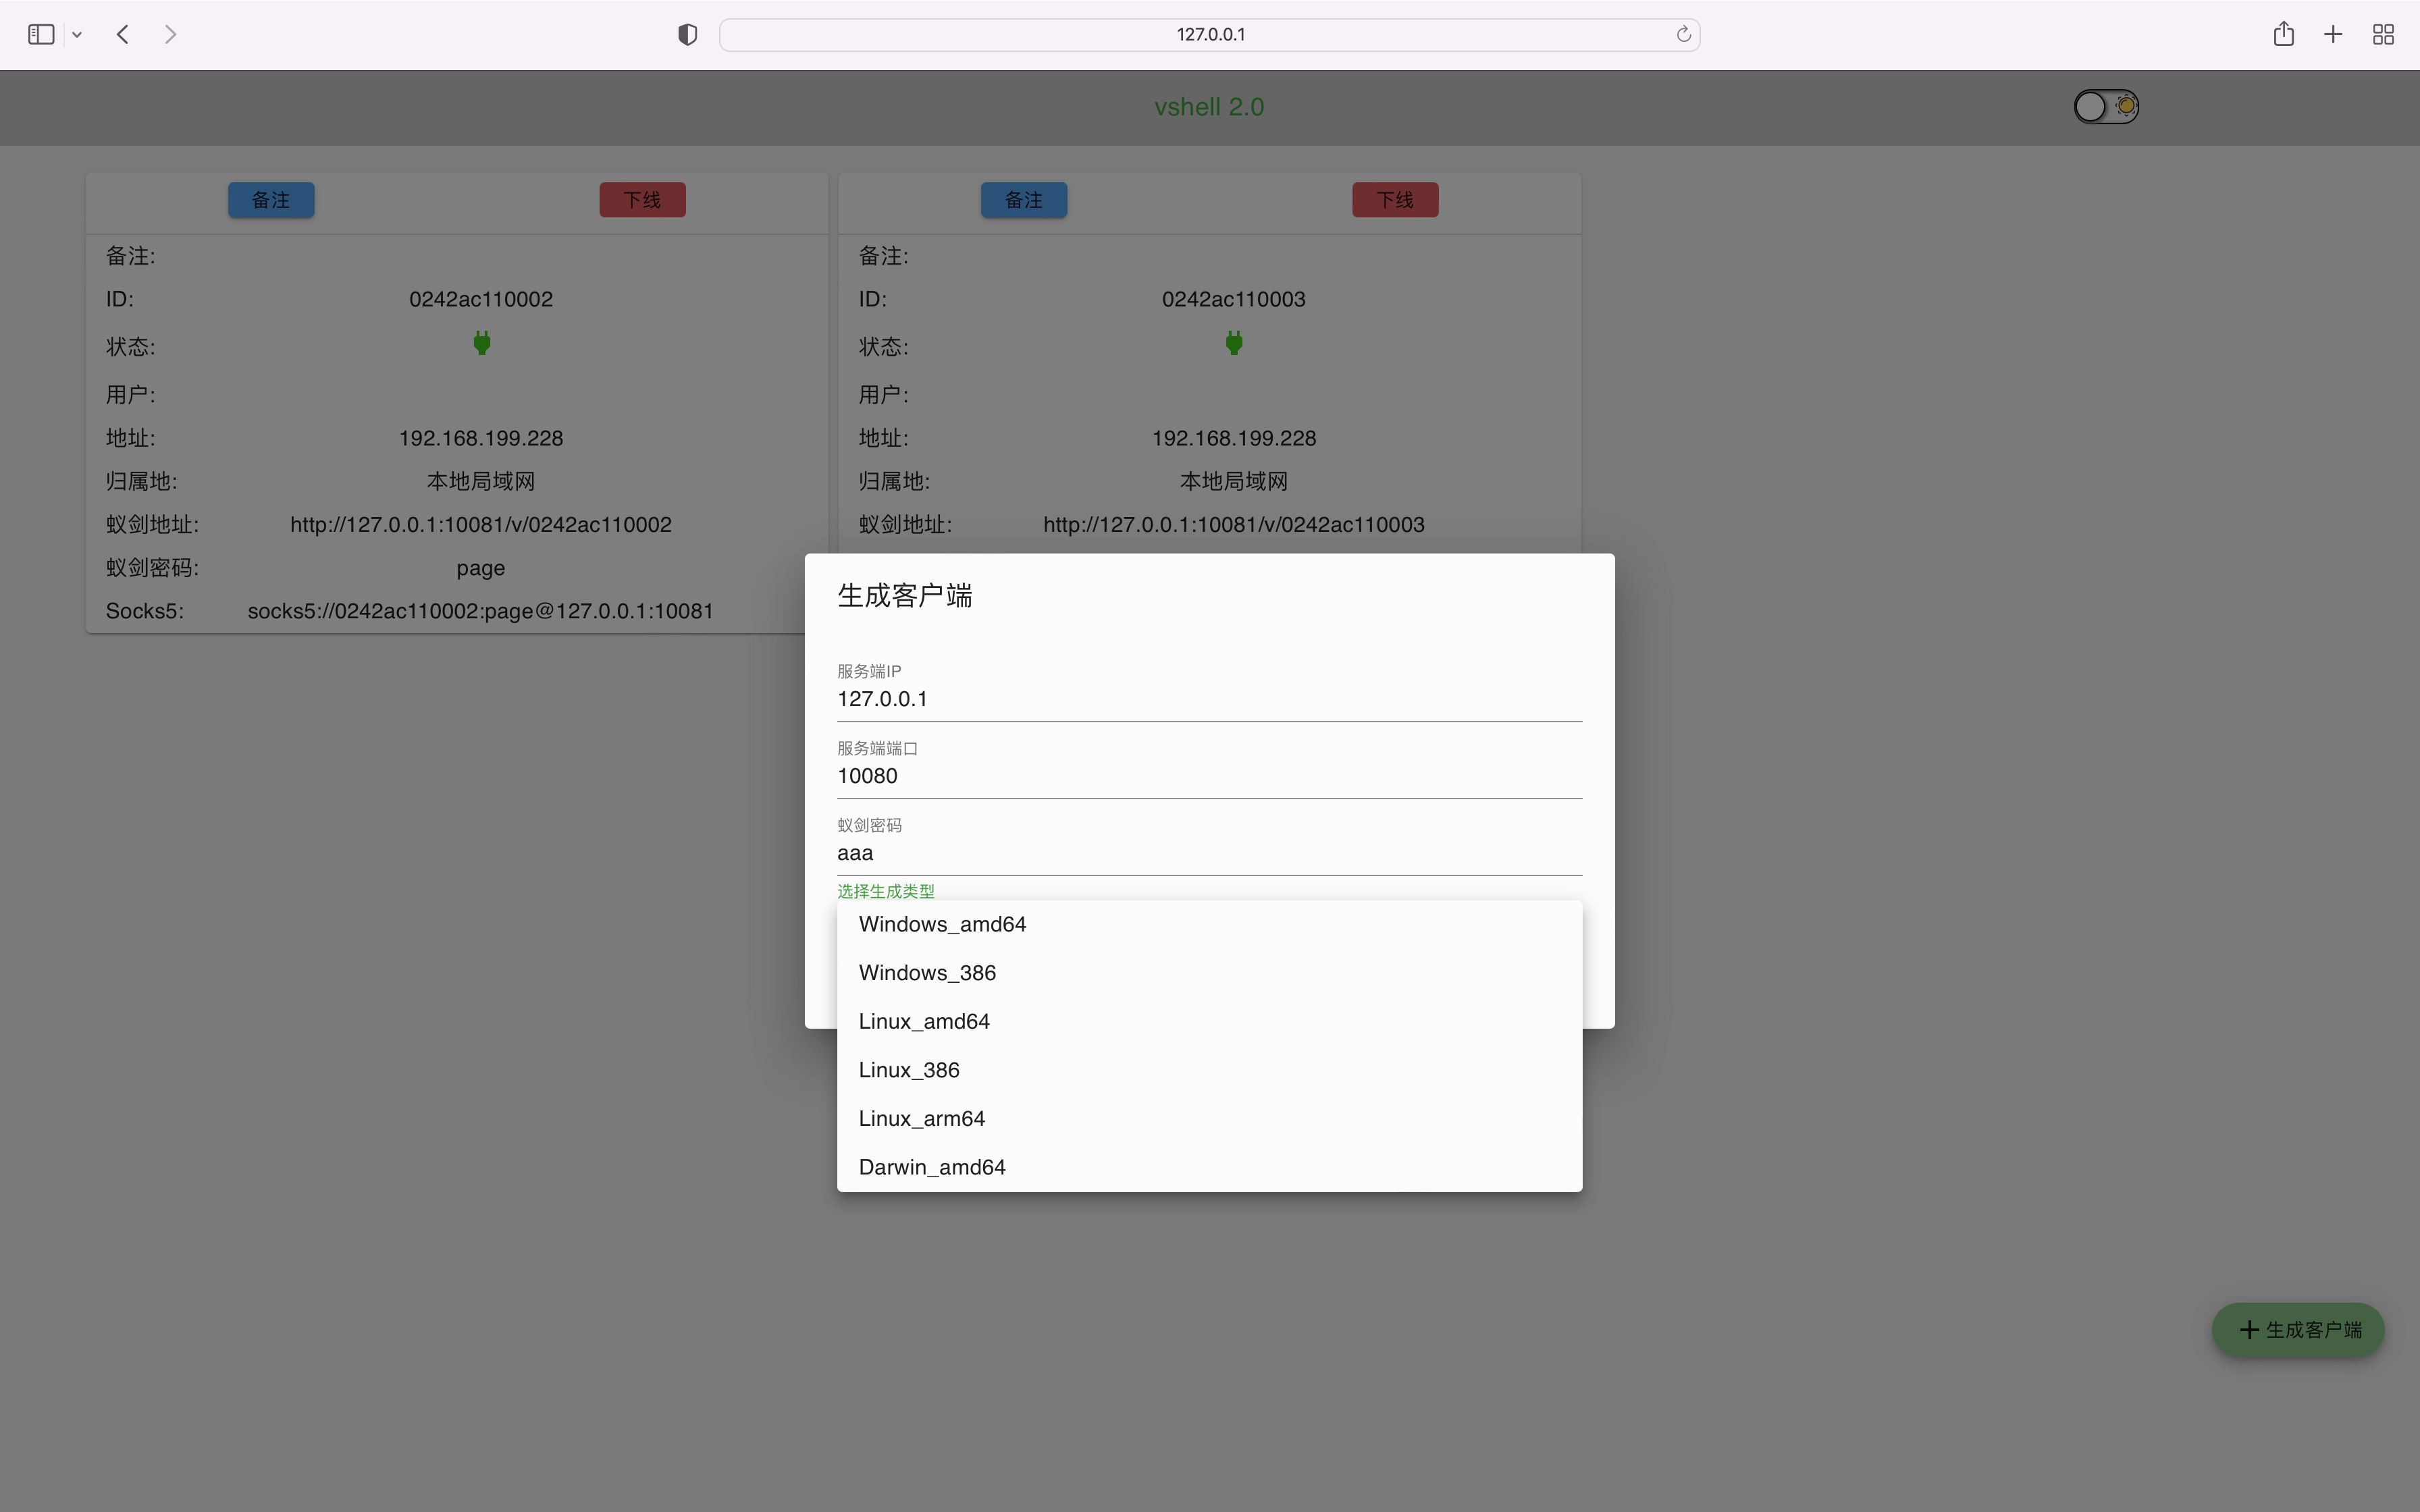 127.0.0.1
vshell 2.0
备注 下线
备注:
ID: 0242ac110002
状态:
用户:
地址: 192.168.199.228
归属地: 本地局域网
蚁剑地址: http://127.0.0.1:10081/v/0242ac110002
蚁剑密码: page
Socks5: socks5://0242ac110002:page@127.0.0.1:10081
备注 下线
备注:
ID: 0242ac110003
状态:
用户:
地址: 192.168.199.228
归属地: 本地局域网
蚁剑地址: http://127.0.0.1:10081/v/0242ac110003
生成客户端
服务端IP
127.0.0.1
服务端端口
10080
蚁剑密码
aaa
选择生成类型
Windows_amd64
Windows_386
Linux_amd64
Linux_386
Linux_arm64
Darwin_amd64
生成客户端